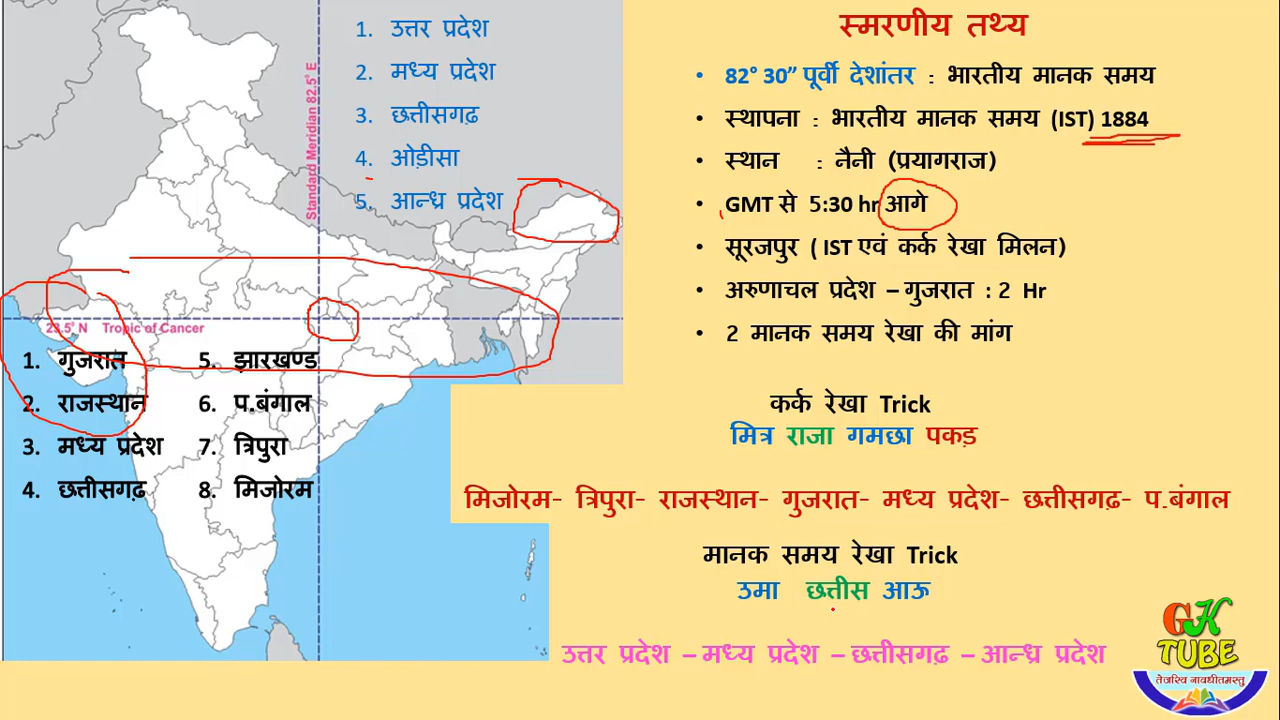 1. उत्तर प्रदेश
2. मध्य प्रदेश
3. छत्तीसगढ़
4. ओड़ीसा
5. आन्ध्र प्रदेश
Standard Meridian 82.5° E
23.5° N Tropic of Cancer
1. गुजरात 5. झारखण्ड
2. राजस्थान 6. प.बंगाल
3. मध्य प्रदेश 7. त्रिपुरा
4. छत्तीसगढ़ 8. मिजोरम
स्मरणीय तथ्य
• 82° 30” पूर्वी देशांतर : भारतीय मानक समय
• स्थापना : भारतीय मानक समय (IST) 1884
• स्थान : नैनी (प्रयागराज)
• GMT से 5:30 hr आगे
• सूरजपुर ( IST एवं कर्क रेखा मिलन)
• अरुणाचल प्रदेश – गुजरात : 2 Hr
• 2 मानक समय रेखा की मांग
कर्क रेखा Trick
मित्र राजा गमछा पकड़
मिजोरम- त्रिपुरा- राजस्थान- गुजरात- मध्य प्रदेश- छत्तीसगढ़- प.बंगाल
मानक समय रेखा Trick
उमा छत्तीस आऊ
उत्तर प्रदेश – मध्य प्रदेश – छत्तीसगढ़ – आन्ध्र प्रदेश
GK
TUBE
तेजस्वि नावधीतमस्तु